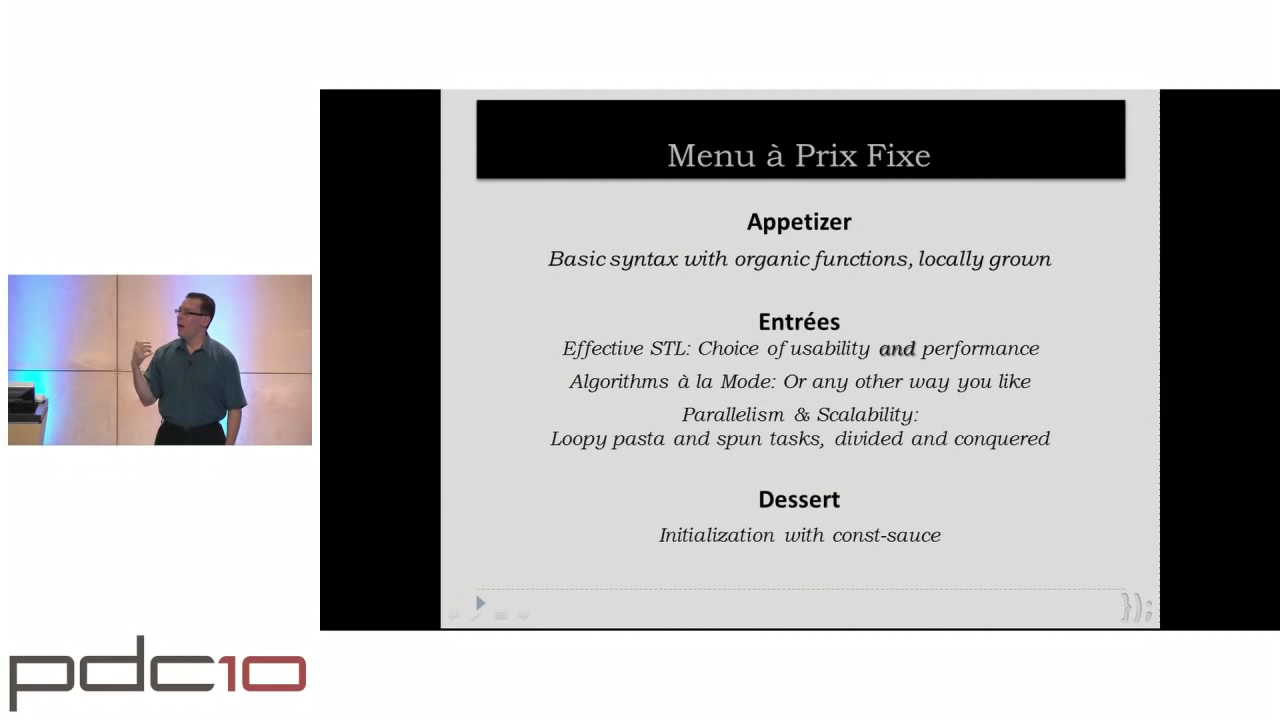 Menu à Prix Fixe
Appetizer
Basic syntax with organic functions, locally grown
Entrées
Effective STL: Choice of usability and performance
Algorithms à la Mode: Or any other way you like
Parallelism & Scalability:
Loopy pasta and spun tasks, divided and conquered
Dessert
Initialization with const-sauce
});
pdc10